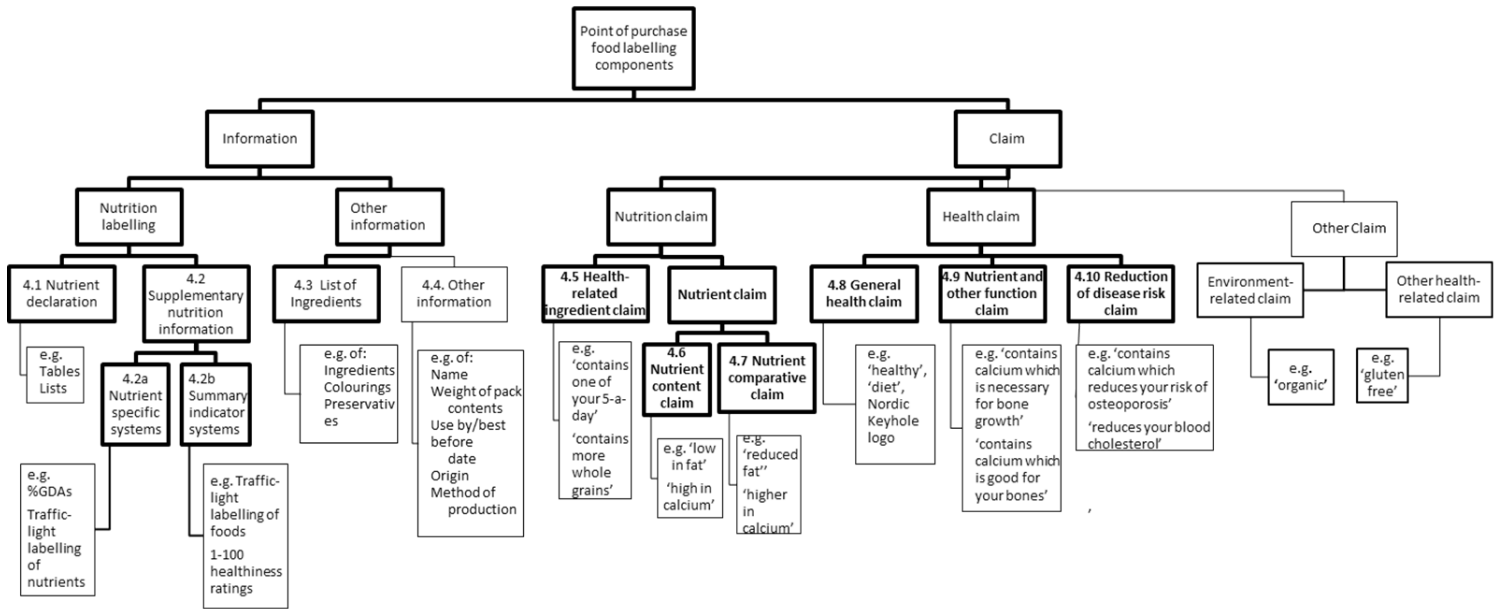 Point of purchase
food labelling
components
Information
Claim
Nutrition
labelling
Other
information
Nutrition claim
Health claim
Other Claim
4.1 Nutrient
declaration
4.2
Supplementary
nutrition
information
4.3 List of
Ingredients
4.4. Other
information
4.5 Health-
related
ingredient claim
Nutrient claim
4.8 General
health claim
4.9 Nutrient and
other function
claim
4.10 Reduction
of disease risk
claim
Environment-
related claim
Other health-
related claim
e.g.
Tables
Lists
4.2a
Nutrient
specific
systems
4.2b
Summary
indicator
systems
e.g. of:
Ingredients
Colourings
Preservativ
es
e.g. of:
Name
Weight of pack
contents
Use by/best
before
date
Origin
Method of
production
e.g.
‘contains
one of
your 5-a-
day’
‘contains
more
whole
grains’
4.6
Nutrient
content
claim
4.7 Nutrient
comparative
claim
e.g.
‘healthy’,
‘diet’,
Nordic
Keyhole
logo
e.g. ‘contains
calcium which
is necessary
for bone
growth’
‘contains
calcium which
is good for
your bones’
e.g. ‘contains
calcium which
reduces your risk of
osteoporosis’
‘reduces your blood
cholesterol’
,
e.g.
‘organic’
e.g.
‘gluten
free’
e.g.
%GDAs
Traffic-
light
labelling
of
nutrients
e.g. Traffic-
light
labelling of
foods
1-100
healthiness
ratings
e.g. ‘low
in fat’
‘high in
calcium’
e.g.
‘reduced
fat’’
‘higher
in
calcium’